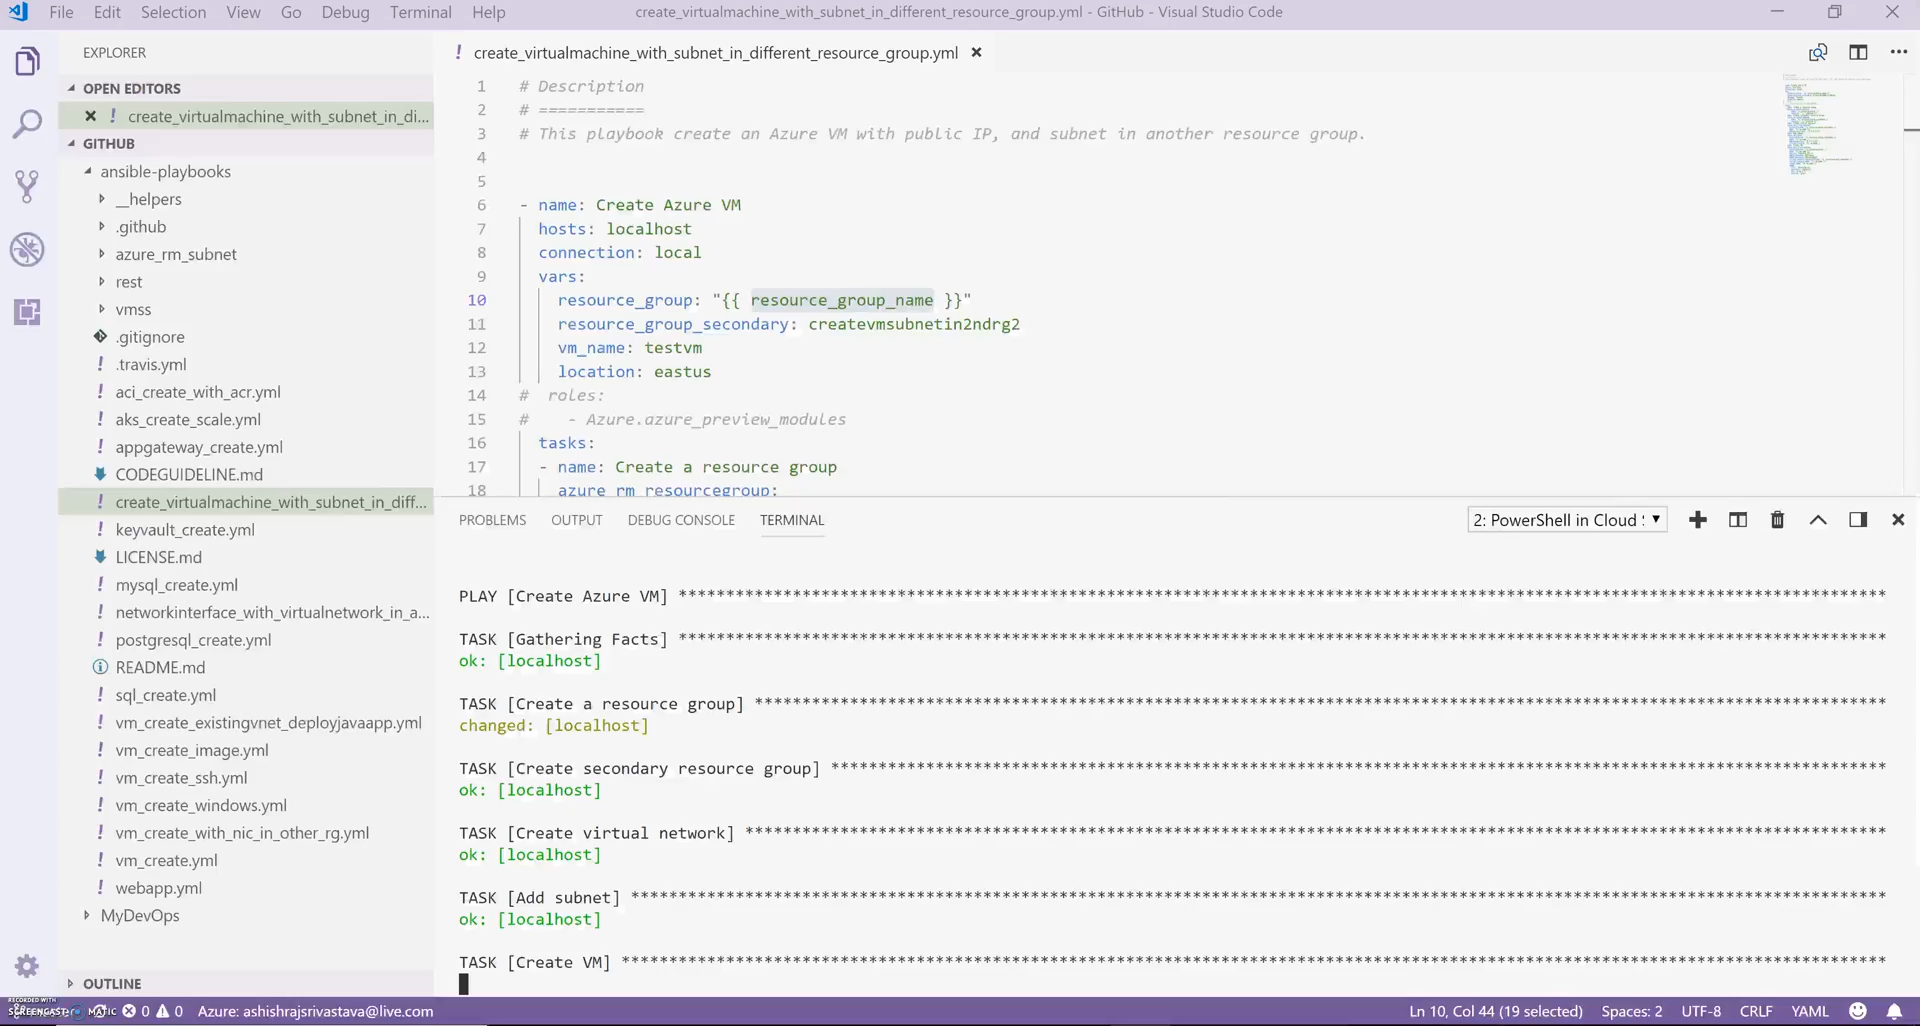 File Edit Selection View Go Debug Terminal Help
create_virtualmachine_with_subnet_in_different_resource_group.yml - GitHub - Visual Studio Code
EXPLORER
OPEN EDITORS
create_virtualmachine_with_subnet_in_di...
GITHUB
ansible-playbooks
__helpers
.github
azure_rm_subnet
rest
vmss
.gitignore
.travis.yml
aci_create_with_acr.yml
aks_create_scale.yml
appgateway_create.yml
CODEGUIDELINE.md
create_virtualmachine_with_subnet_in_diff...
keyvault_create.yml
LICENSE.md
mysql_create.yml
networkinterface_with_virtualnetwork_in_a...
postgresql_create.yml
README.md
sql_create.yml
vm_create_existingvnet_deployjavaapp.yml
vm_create_image.yml
vm_create_ssh.yml
vm_create_windows.yml
vm_create_with_nic_in_other_rg.yml
vm_create.yml
webapp.yml
MyDevOps
OUTLINE
! create_virtualmachine_with_subnet_in_different_resource_group.yml
1 # Description
2 # ===========
3 # This playbook create an Azure VM with public IP, and subnet in another resource group.
4
5
6 - name: Create Azure VM
7 hosts: localhost
8 connection: local
9 vars:
10 resource_group: "{{ resource_group_name }}"
11 resource_group_secondary: createvmsubnetin2ndrg2
12 vm_name: testvm
13 location: eastus
14 # roles:
15 # - Azure.azure_preview_modules
16 tasks:
17 - name: Create a resource group
18 azure_rm_resourcegroup:
PROBLEMS OUTPUT DEBUG CONSOLE TERMINAL
2: PowerShell in Cloud
PLAY [Create Azure VM] ****************************************************************************************************************************
TASK [Gathering Facts] ****************************************************************************************************************************
ok: [localhost]
TASK [Create a resource group] ********************************************************************************************************************
changed: [localhost]
TASK [Create secondary resource group] ************************************************************************************************************
ok: [localhost]
TASK [Create virtual network] *********************************************************************************************************************
ok: [localhost]
TASK [Add subnet] *********************************************************************************************************************************
ok: [localhost]
TASK [Create VM] **********************************************************************************************************************************
RECORDED WITH
SCREENCAST MATIC
0 0 Azure: ashishrajsrivastava@live.com
Ln 10, Col 44 (19 selected) Spaces: 2 UTF-8 CRLF YAML